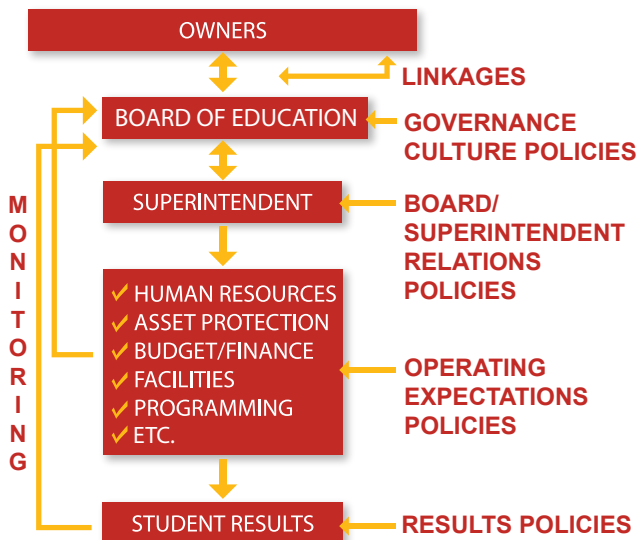 OWNERS
LINKAGES
BOARD OF EDUCATION
GOVERNANCE
CULTURE POLICIES
SUPERINTENDENT
BOARD/
SUPERINTENDENT
RELATIONS
POLICIES
MONITORING
HUMAN RESOURCES
ASSET PROTECTION
BUDGET/FINANCE
FACILITIES
PROGRAMMING
ETC.
OPERATING
EXPECTATIONS
POLICIES
STUDENT RESULTS
RESULTS POLICIES